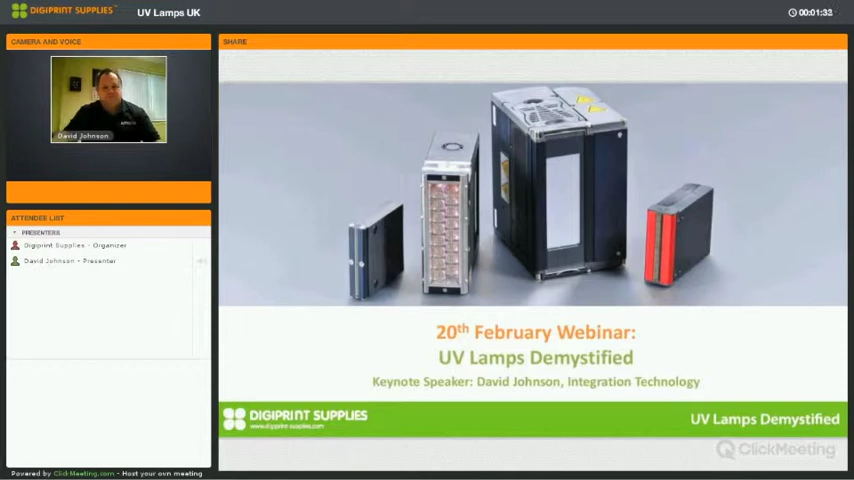 DIGIPRINT SUPPLIES™
UV Lamps UK
00:01:32
CAMERA AND VOICE
David Johnson
ATTENDEE LIST
PRESENTERS
Digiprint Supplies - Organizer
David Johnson - Presenter
Powered by ClickMeeting.com - Host your own meeting
SHARE
20th February Webinar:
UV Lamps Demystified
Keynote Speaker: David Johnson, Integration Technology
DIGIPRINT SUPPLIES
www.digiprint-supplies.com
UV Lamps Demystified
ClickMeeting